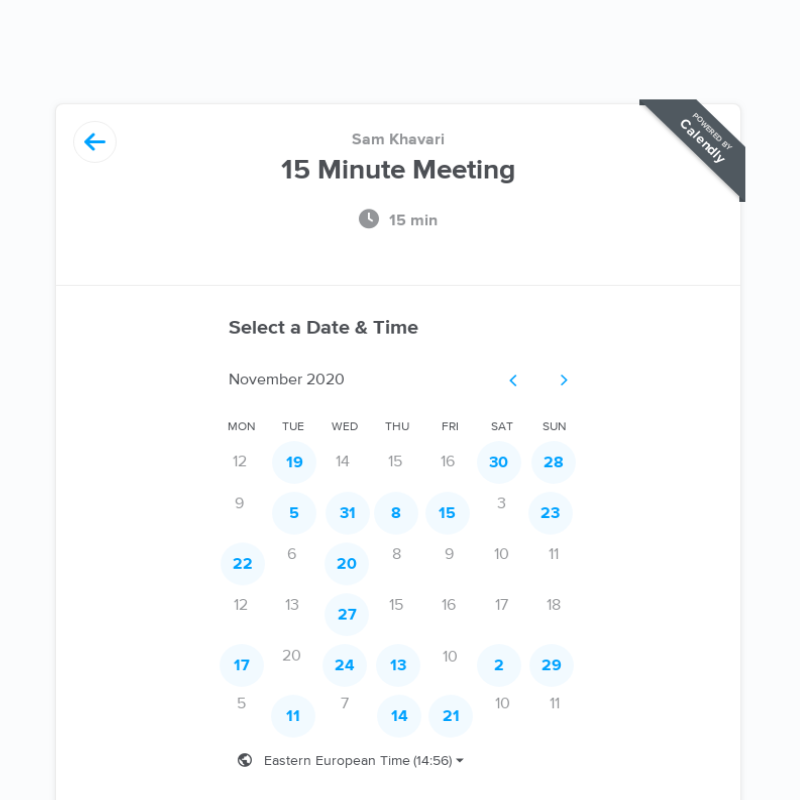 POWERED BY
Calendly
Sam Khavari
15 Minute Meeting
15 min
Select a Date & Time
November 2020
MON TUE WED THU FRI SAT SUN
12 19 14 15 16 30 28
9 5 31 8 15 3 23
22 6 20 8 9 10 11
12 13 27 15 16 17 18
17 20 24 13 10 2 29
5 11 7 14 21 10 11
Eastern European Time (14:56)